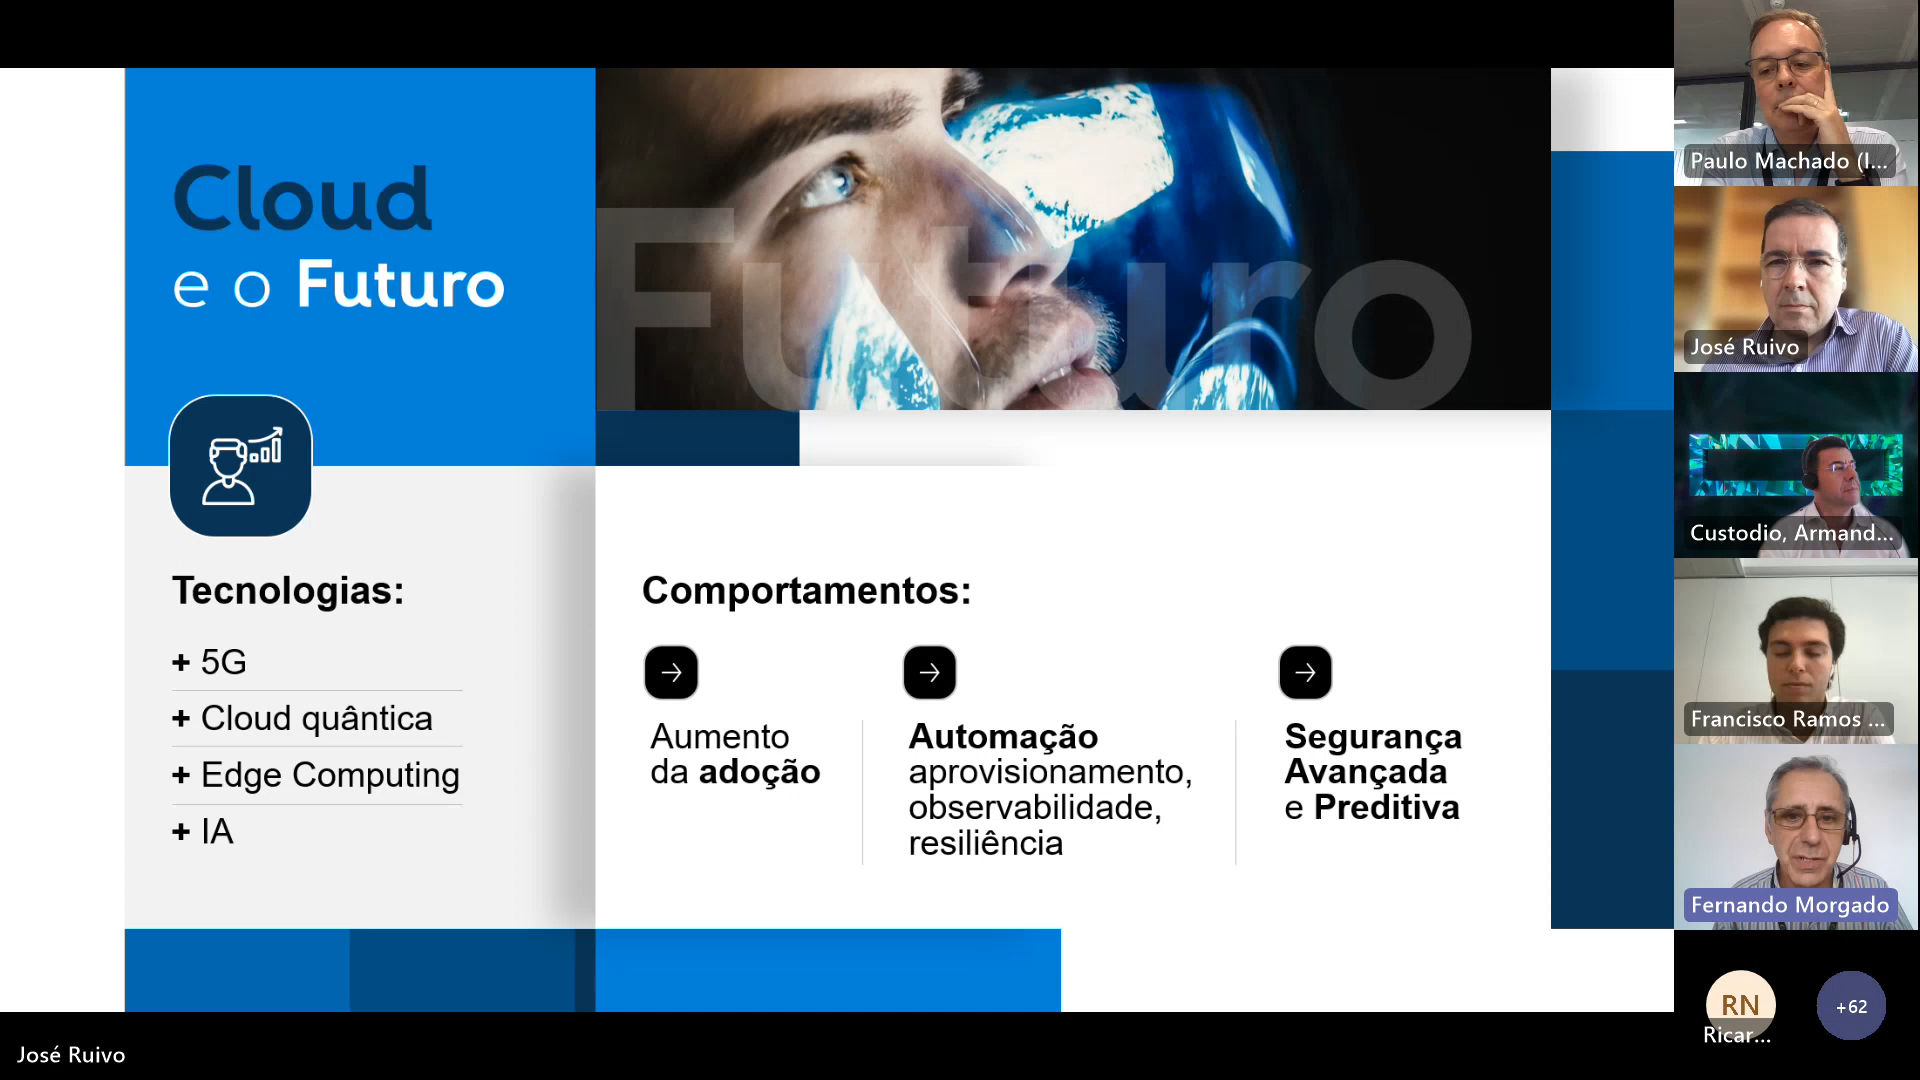 Cloud
e o Futuro
Futuro
Tecnologias:
+ 5G
+ Cloud quântica
+ Edge Computing
+ IA
Comportamentos:
Aumento
da adoção
Automação
aprovisionamento,
observabilidade,
resiliência
Segurança
Avançada
e Preditiva
Paulo Machado (I...
José Ruivo
Custodio, Armand...
Francisco Ramos ...
Fernando Morgado
RN
Ricar...
+62
José Ruivo